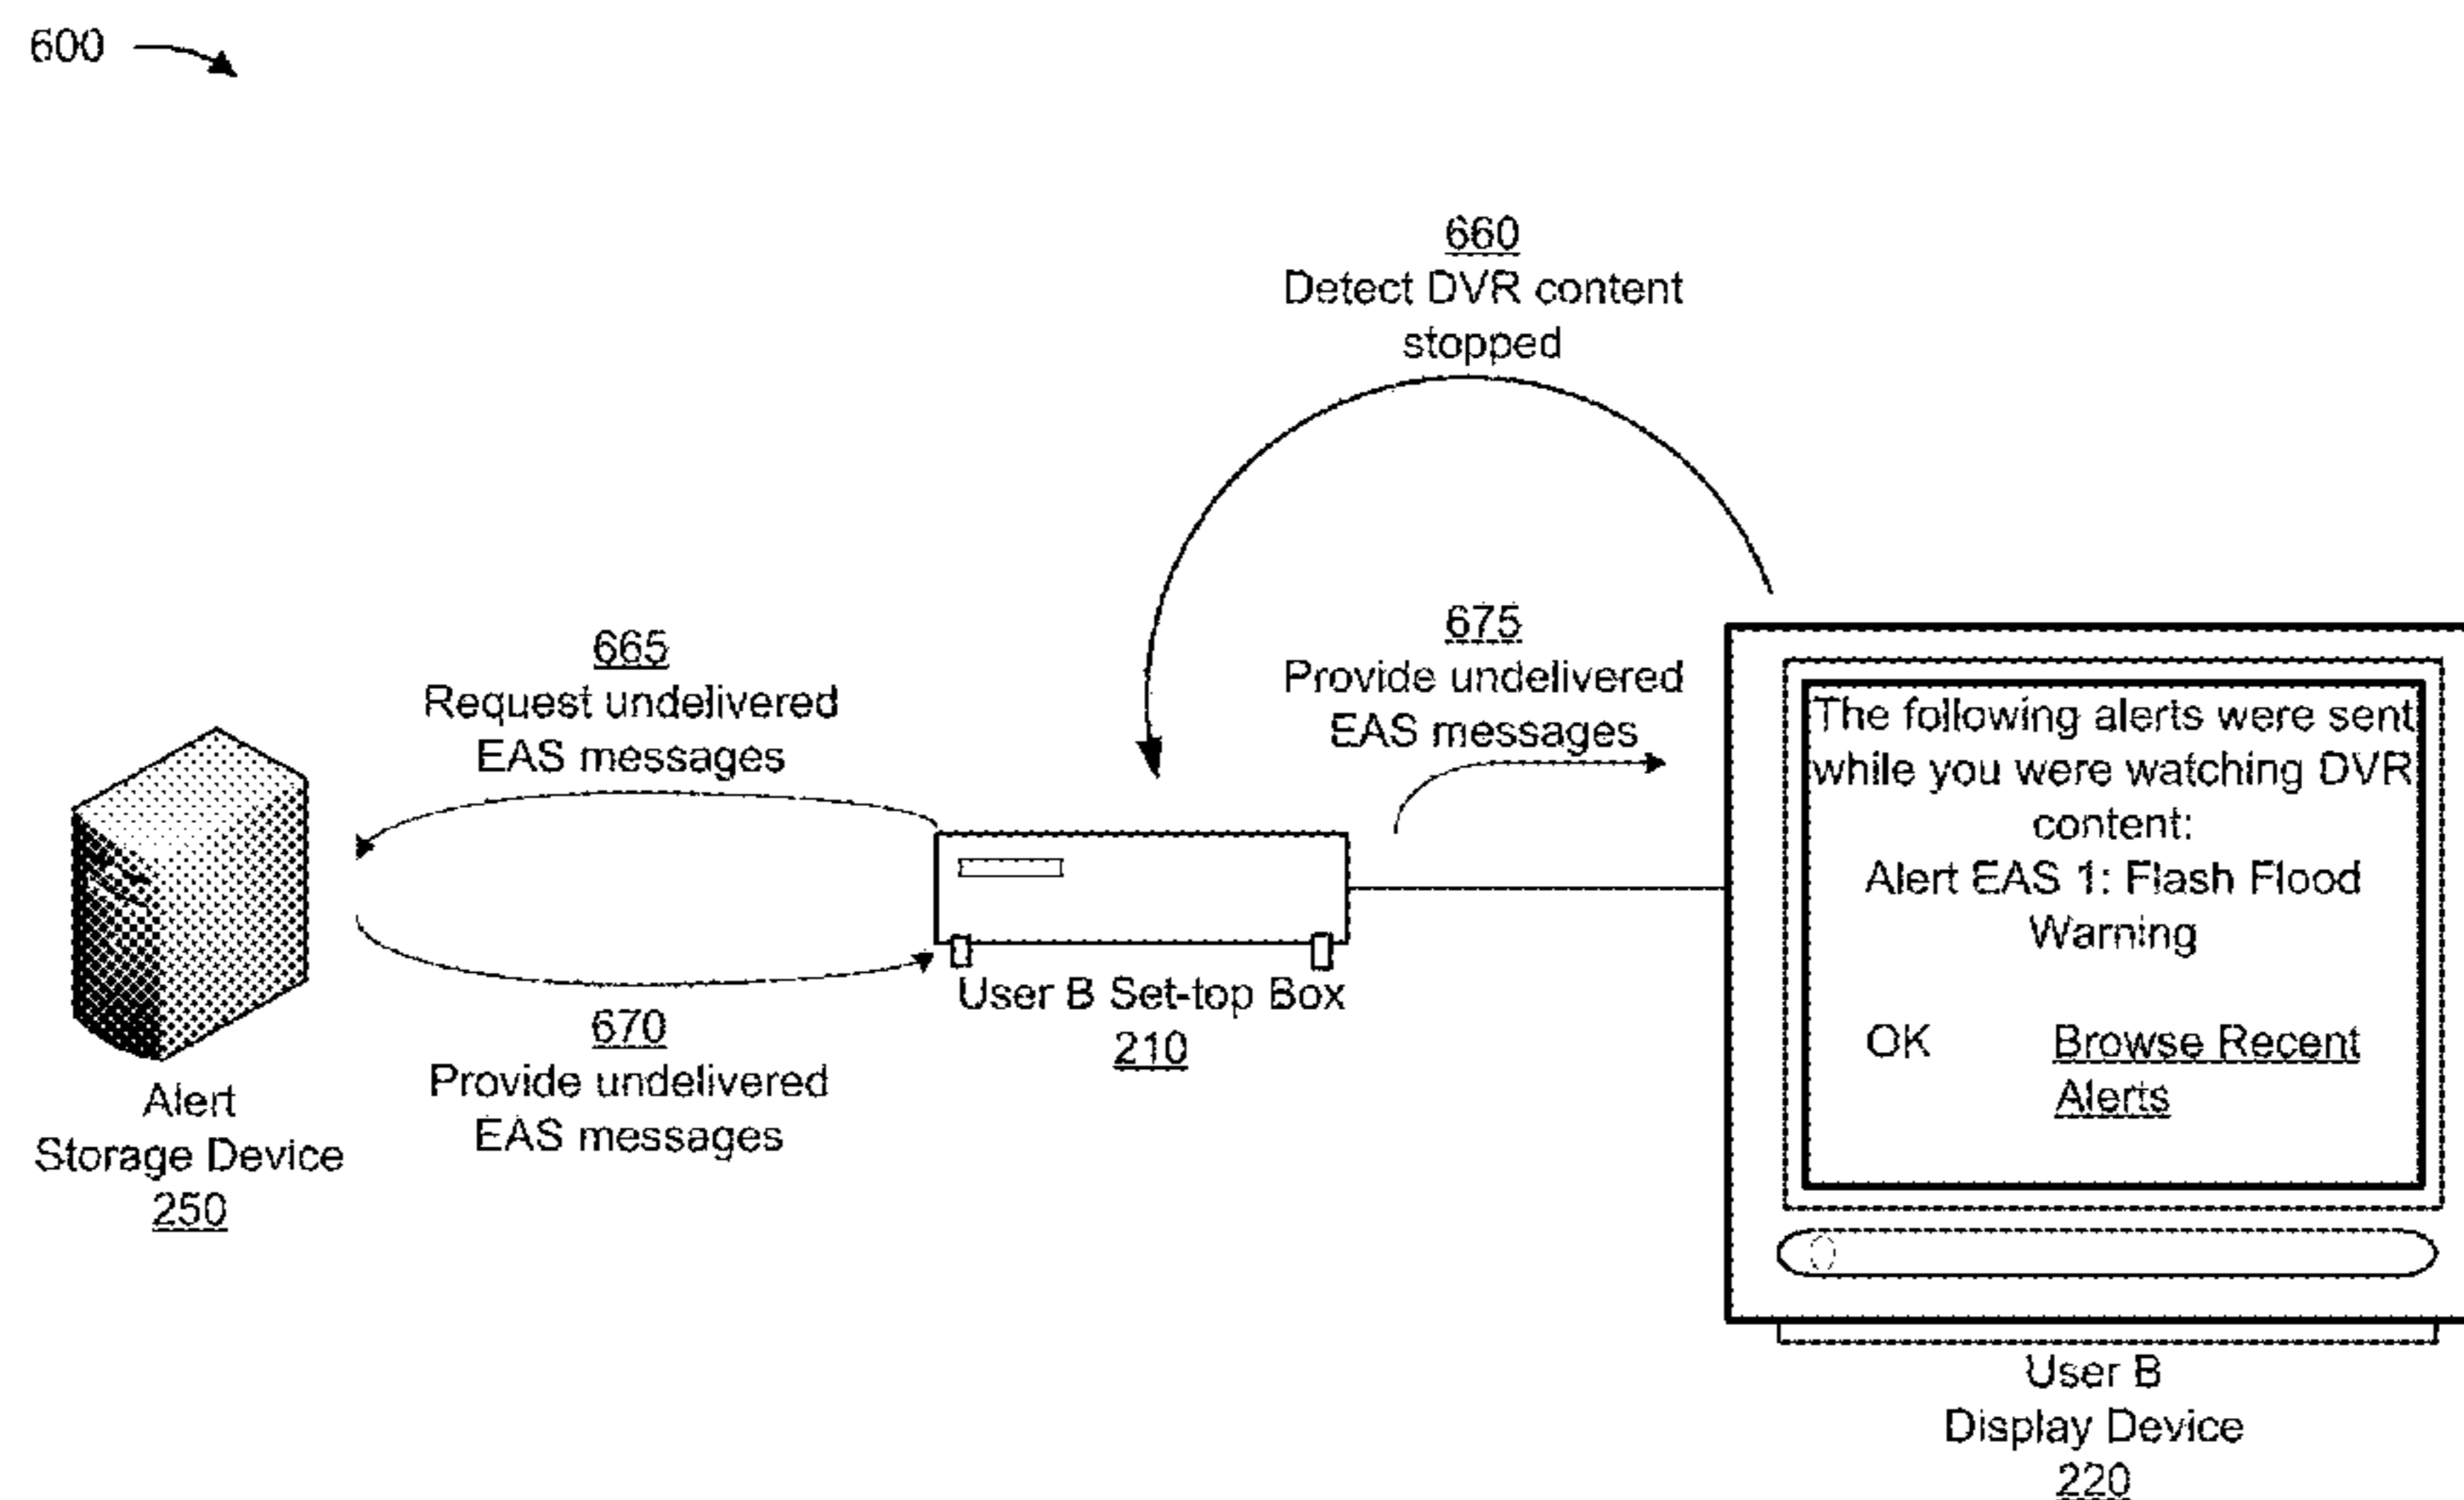 600
660
Detect DVR content
stopped
665
Request undelivered
EAS messages
675
Provide undelivered
EAS messages
The following alerts were sent
while you were watching DVR
content:
Alert EAS 1: Flash Flood
Warning
OK Browse Recent
Alerts
User B Set-top Box
210
670
Provide undelivered
EAS messages
Alert
Storage Device
250
User B
Display Device
220